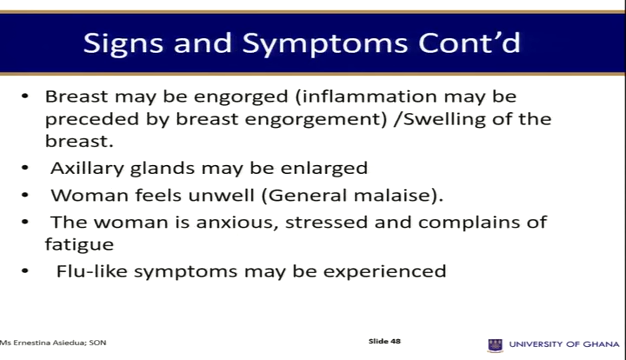 Signs and Symptoms Cont’d
• Breast may be engorged (inflammation may be
preceded by breast engorgement) /Swelling of the
breast.
• Axillary glands may be enlarged
• Woman feels unwell (General malaise).
• The woman is anxious, stressed and complains of
fatigue
• Flu-like symptoms may be experienced
Ms Ernestina Asiedua; SON
Slide 48
UNIVERSITY OF GHANA